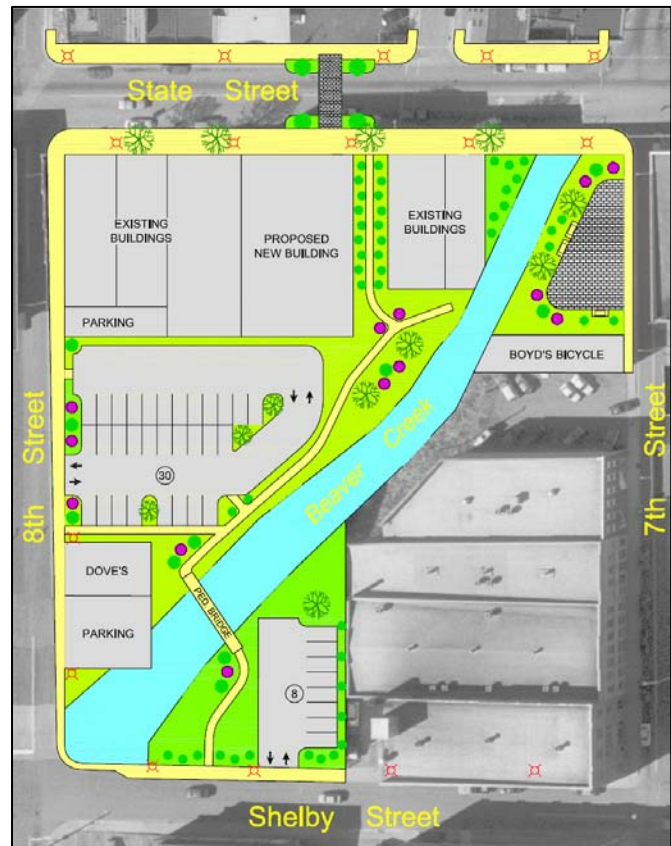 State Street
EXISTING
BUILDINGS
PROPOSED
NEW BUILDING
EXISTING
BUILDINGS
PARKING
BOYD'S BICYCLE
8th Street
30
Beaver Creek
7th Street
DOVE'S
PARKING
PED. BRIDGE
8
Shelby Street